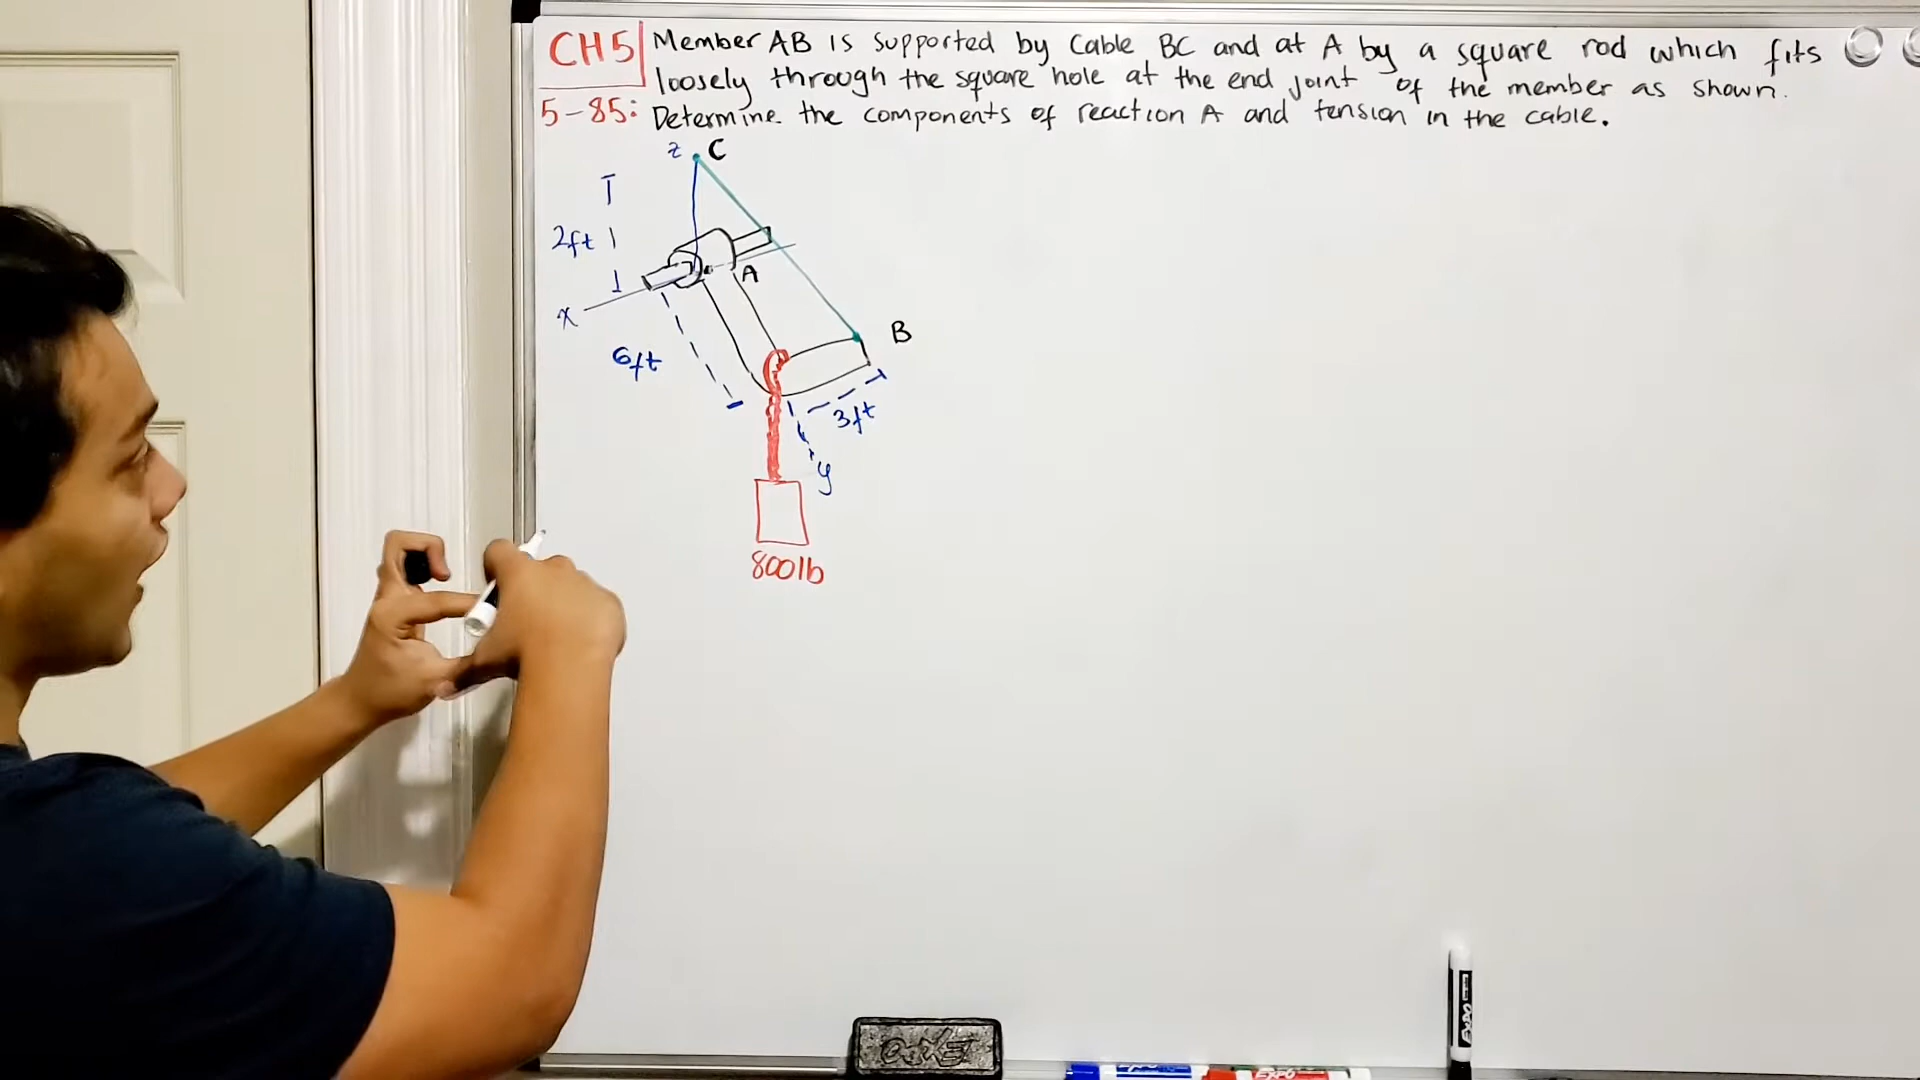 CH5
Member AB is supported by Cable BC and at A by a square rod which fits
loosely through the square hole at the end joint of the member as shown.
5-85: Determine the components of reaction A and tension in the cable.
z C
2ft
A
x
B
6ft
3ft
y
800lb
EXPO